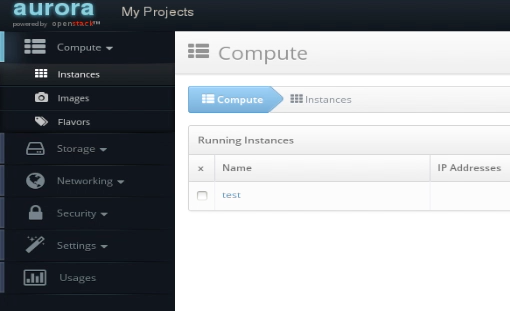 aurora
powered by openstack™
My Projects
Compute
Instances
Images
Flavors
Storage
Networking
Security
Settings
Usages
Compute
Compute Instances
Running Instances
x Name IP Addresses
test